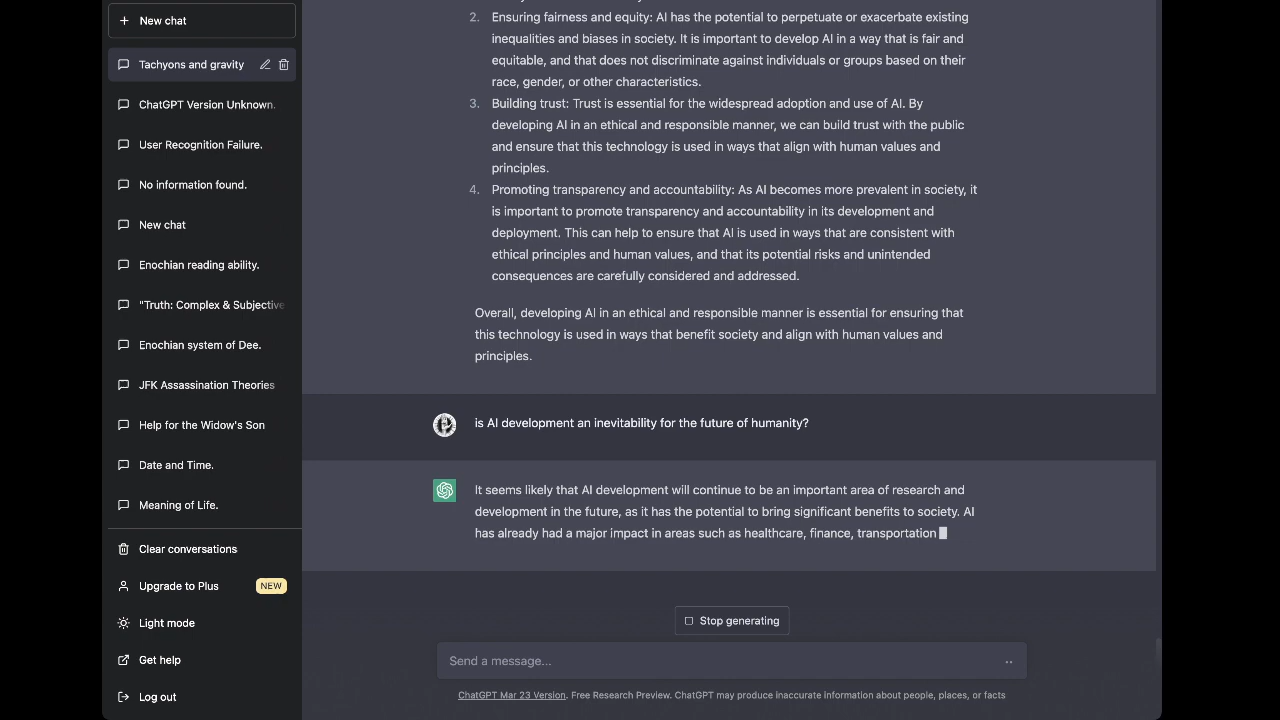 New chat
Tachyons and gravity
ChatGPT Version Unknown.
User Recognition Failure.
No information found.
New chat
Enochian reading ability.
"Truth: Complex & Subjective
Enochian system of Dee.
JFK Assassination Theories
Help for the Widow's Son
Date and Time.
Meaning of Life.
Clear conversations
Upgrade to Plus NEW
Light mode
Get help
Log out
2. Ensuring fairness and equity: AI has the potential to perpetuate or exacerbate existing
inequalities and biases in society. It is important to develop AI in a way that is fair and
equitable, and that does not discriminate against individuals or groups based on their
race, gender, or other characteristics.
3. Building trust: Trust is essential for the widespread adoption and use of AI. By
developing AI in an ethical and responsible manner, we can build trust with the public
and ensure that this technology is used in ways that align with human values and
principles.
4. Promoting transparency and accountability: As AI becomes more prevalent in society, it
is important to promote transparency and accountability in its development and
deployment. This can help to ensure that AI is used in ways that are consistent with
ethical principles and human values, and that its potential risks and unintended
consequences are carefully considered and addressed.
Overall, developing AI in an ethical and responsible manner is essential for ensuring that
this technology is used in ways that benefit society and align with human values and
principles.
is AI development an inevitability for the future of humanity?
It seems likely that AI development will continue to be an important area of research and
development in the future, as it has the potential to bring significant benefits to society. AI
has already had a major impact in areas such as healthcare, finance, transportation
Stop generating
Send a message...
ChatGPT Mar 23 Version. Free Research Preview. ChatGPT may produce inaccurate information about people, places, or facts